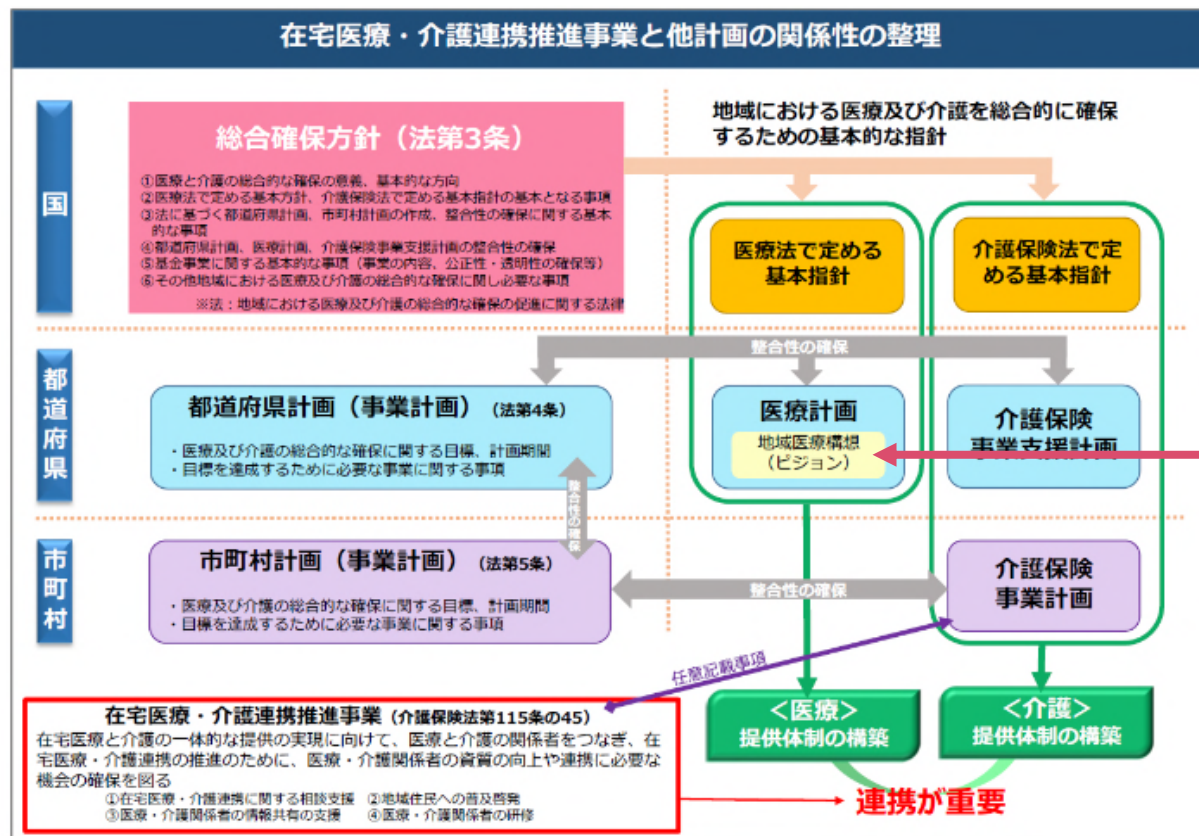 在宅医療・介護連携推進事業と他計画の関係性の整理
国
総合確保方針（法第3条）
①医療と介護の総合的な確保の意義、基本的な方向
②医療法で定める基本方針、介護保険法で定める基本指針の基本となる事項
③法に基づく都道府県計画、市町村計画の作成、整合性の確保に関する基本
的な事項
④都道府県計画、医療計画、介護保険事業支援計画の整合性の確保
⑤基金事業に関する基本的な事項（事業の内容、公正性・透明性の確保等）
⑥その他地域における医療及び介護の総合的な確保に関し必要な事項
※法：地域における医療及び介護の総合的な確保の促進に関する法律
地域における医療及び介護を総合的に確保
するための基本的な指針
医療法で定める
基本指針
介護保険法で定
める基本指針
都道府県
整合性の確保
都道府県計画（事業計画）（法第4条）
・医療及び介護の総合的な確保に関する目標、計画期間
・目標を達成するために必要な事業に関する事項
医療計画
地域医療構想
（ビジョン）
介護保険
事業支援計画
整合性の確保
市町村
市町村計画（事業計画）（法第5条）
・医療及び介護の総合的な確保に関する目標、計画期間
・目標を達成するために必要な事業に関する事項
整合性の確保
介護保険
事業計画
任意記載事項
在宅医療・介護連携推進事業（介護保険法第115条の45）
在宅医療と介護の一体的な提供の実現に向けて、医療と介護の関係者をつなぎ、在
宅医療・介護連携の推進のために、医療・介護関係者の資質の向上や連携に必要な
機会の確保を図る
①在宅医療・介護連携に関する相談支援　②地域住民への普及啓発
③医療・介護関係者の情報共有の支援　④医療・介護関係者の研修
＜医療＞
提供体制の構築
＜介護＞
提供体制の構築
連携が重要